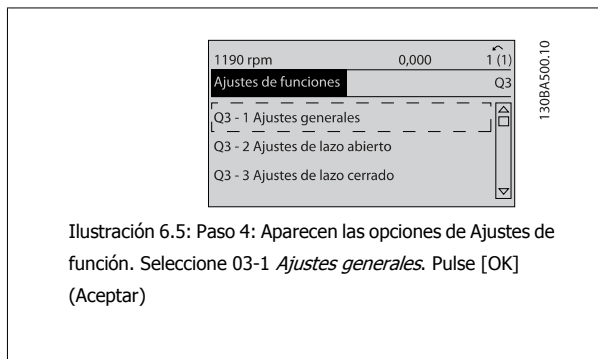 1190 rpm 0,000 1 (1)
Ajustes de funciones Q3
Q3 - 1 Ajustes generales
Q3 - 2 Ajustes de lazo abierto
Q3 - 3 Ajustes de lazo cerrado
130BA500.10
Ilustración 6.5: Paso 4: Aparecen las opciones de Ajustes de
función. Seleccione 03-1 Ajustes generales. Pulse [OK]
(Aceptar)